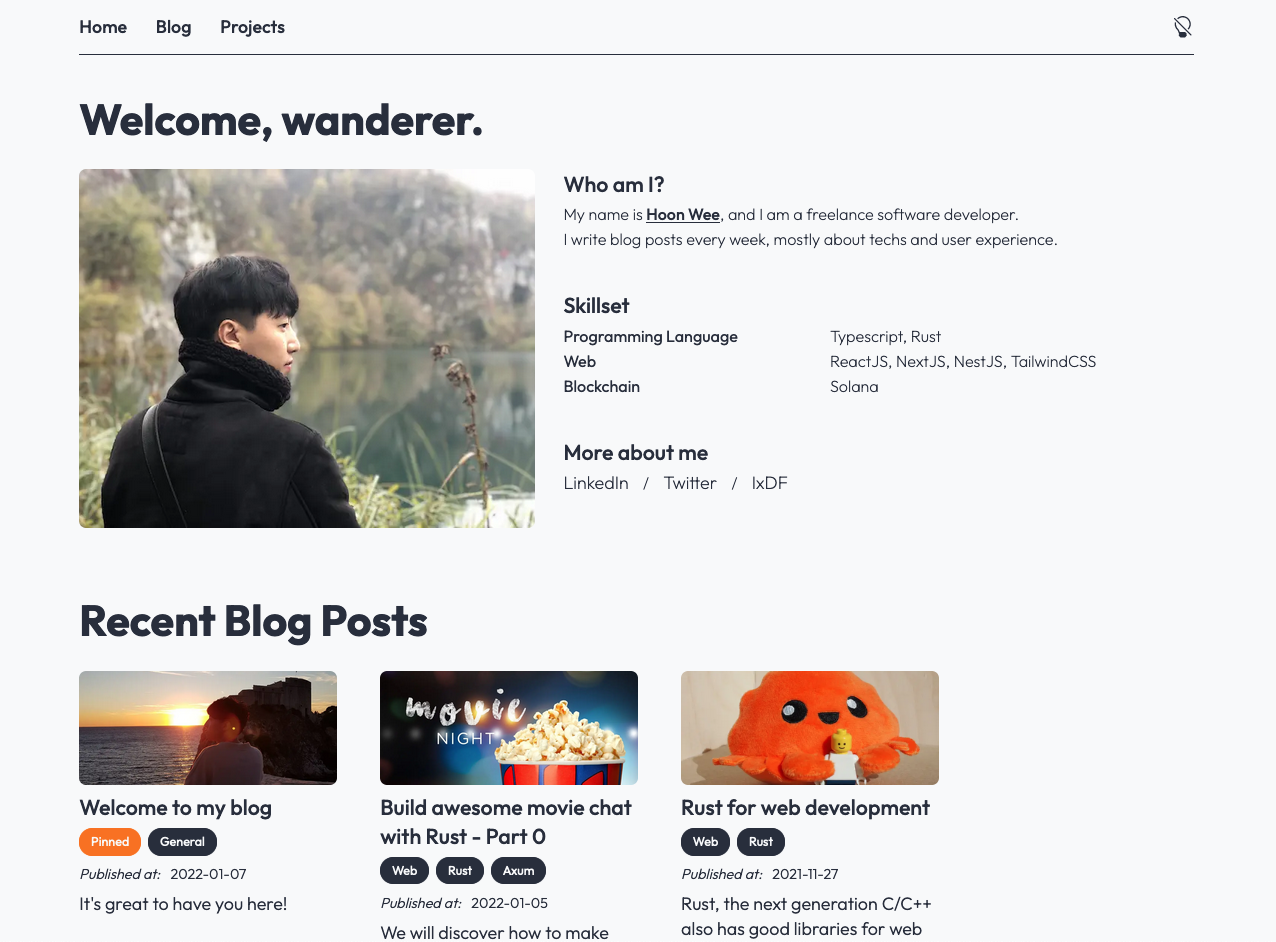 Home Blog Projects
Welcome, wanderer.
Who am I?
My name is Hoon Wee, and I am a freelance software developer.
I write blog posts every week, mostly about techs and user experience.
Skillset
Programming Language Typescript, Rust
Web ReactJS, NextJS, NestJS, TailwindCSS
Blockchain Solana
More about me
LinkedIn / Twitter / IxDF
Recent Blog Posts
Welcome to my blog
Pinned General
Published at: 2022-01-07
It's great to have you here!
movie
NIGHT
Build awesome movie chat
with Rust - Part 0
Web Rust Axum
Published at: 2022-01-05
We will discover how to make
Rust for web development
Web Rust
Published at: 2021-11-27
Rust, the next generation C/C++
also has good libraries for web